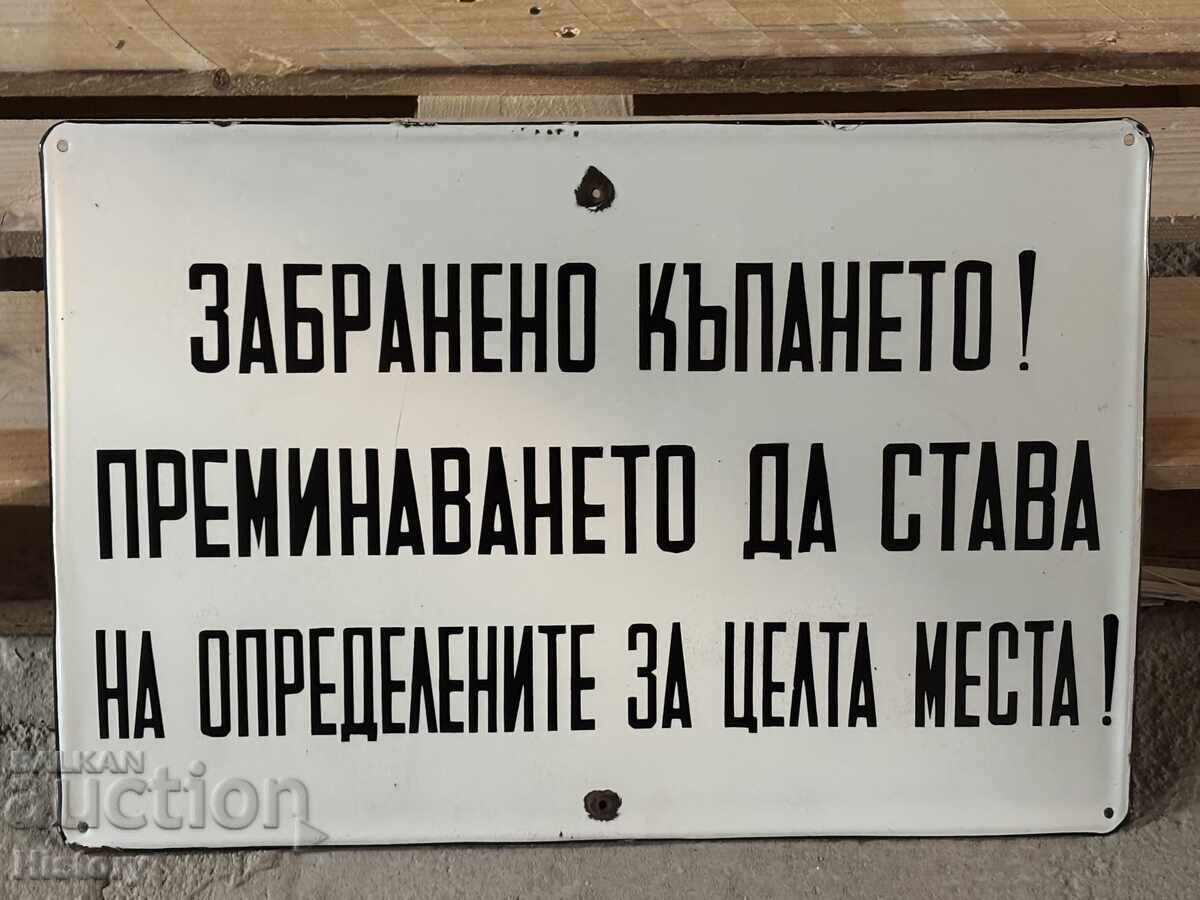 ЗАБРАНЕНО КЪПАНЕТО!
ПРЕМИНАВАНЕТО ДА СТАВА
НА ОПРЕДЕЛЕНИТЕ ЗА ЦЕЛТА МЕСТА!
BALKAN
auction
History